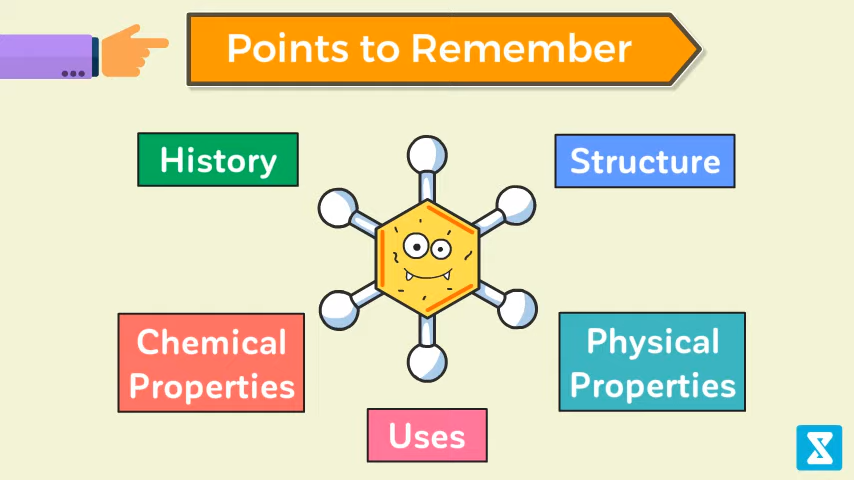 Points to Remember
History
Structure
Chemical
Properties
Physical
Properties
Uses